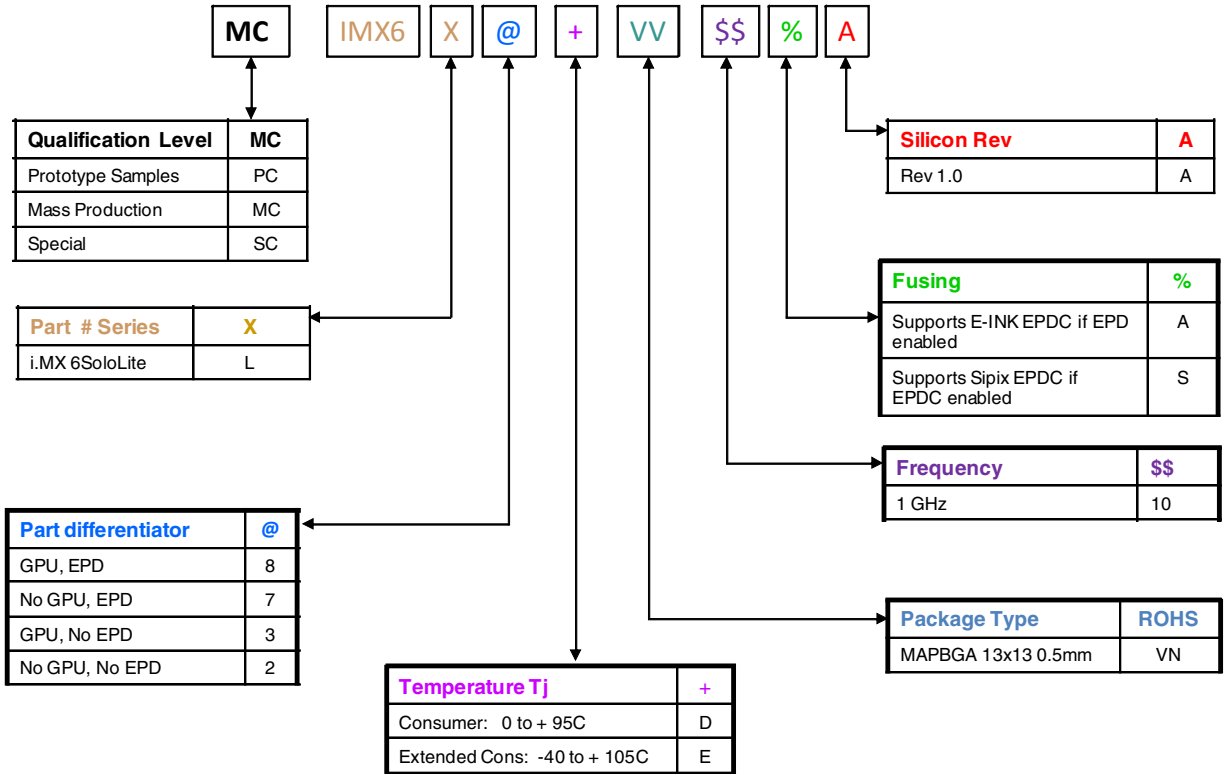 MC IMX6 X @ + VV $$ % A
Qualification Level MC
Prototype Samples PC
Mass Production MC
Special SC
Silicon Rev A
Rev 1.0 A
Part # Series X
i.MX 6SoloLite L
Fusing %
Supports E-INK EPDC if EPD
enabled A
Supports Sipix EPDC if
EPDC enabled S
Frequency $$
1 GHz 10
Part differentiator @
GPU, EPD 8
No GPU, EPD 7
GPU, No EPD 3
No GPU, No EPD 2
Package Type ROHS
MAPBGA 13x13 0.5mm VN
Temperature Tj +
Consumer: 0 to + 95C D
Extended Cons: -40 to + 105C E